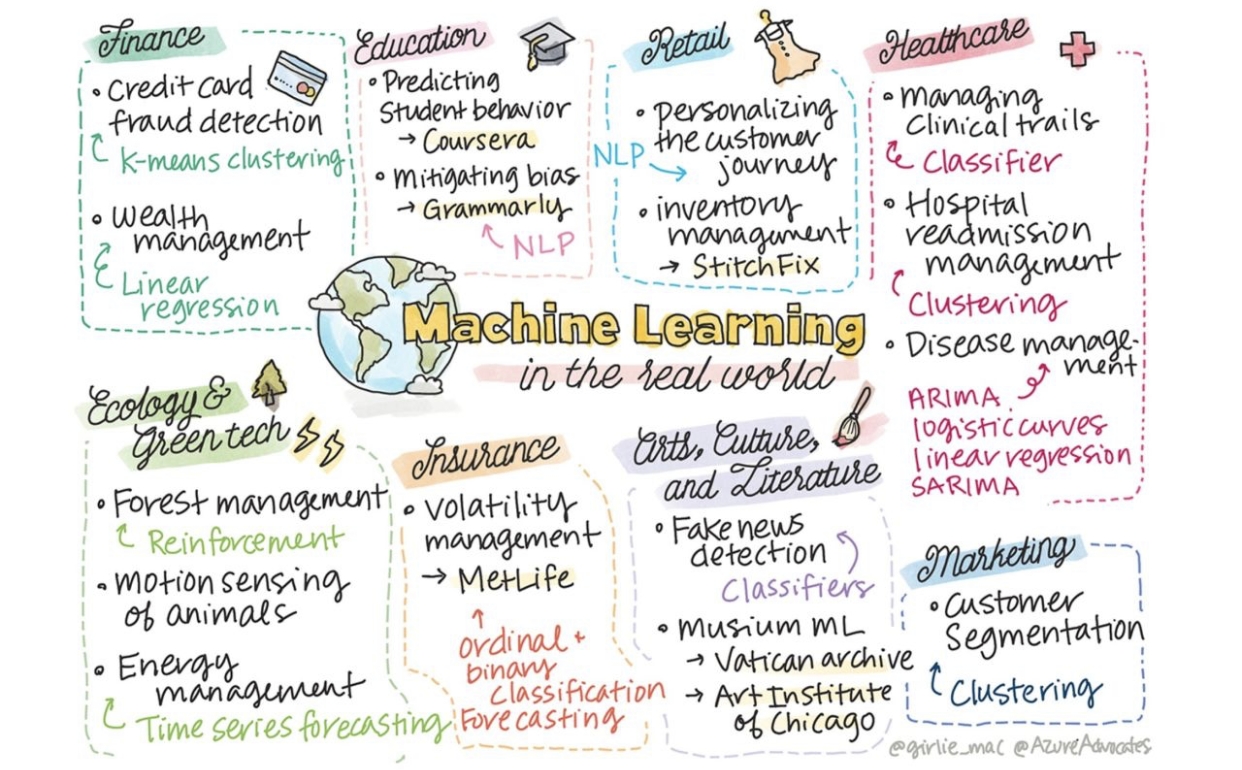 Finance
• Credit card
fraud detection
K-means clustering
• Wealth
management
Linear
regression
Education
• Predicting
Student behavior
→ Coursera
• mitigating bias
→ Grammarly
NLP
Retail
• personalizing
the customer
journey
NLP
• inventory
management
→ StitchFix
Healthcare
• managing
Clinical trails
Classifier
• Hospital
readmission
management
Clustering
• Disease manage-
ment
ARIMA
logistic curves
linear regression
SARIMA
Machine Learning
in the real world
Ecology &
Green tech
• Forest management
Reinforcement
• motion sensing
of animals
• Energy
management
Time series forecasting
Insurance
• Volatility
management
→ MetLife
ordinal +
binary
classification
Forecasting
Arts, Culture,
and Literature
• Fake news
detection
Classifiers
• Musium ML
→ Vatican archive
→ Art Institute
of Chicago
Marketing
• Customer
Segmentation
Clustering
@girlie_mac @AzureAdvocates